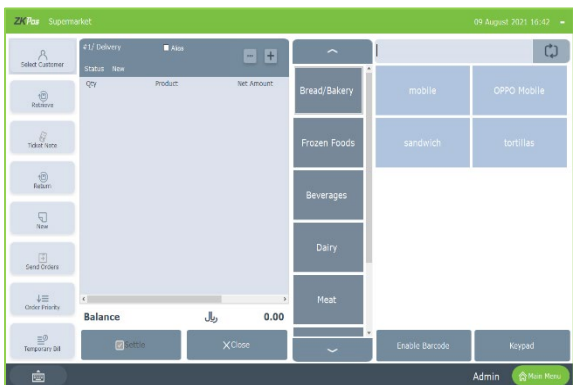 ZKPos Supermarket
09 August 2021 16:42
Select Customer
Retrieve
Ticket Note
Return
New
Send Orders
Order Priority
Temporary Bill
#1/ Delivery
Status New
Qty Product Net Amount
Balance ريال 0.00
Settle
Close
Bread/Bakery
Frozen Foods
Beverages
Dairy
Meat
mobile
OPPO Mobile
sandwich
tortillas
Enable Barcode
Keypad
Admin
Main Menu